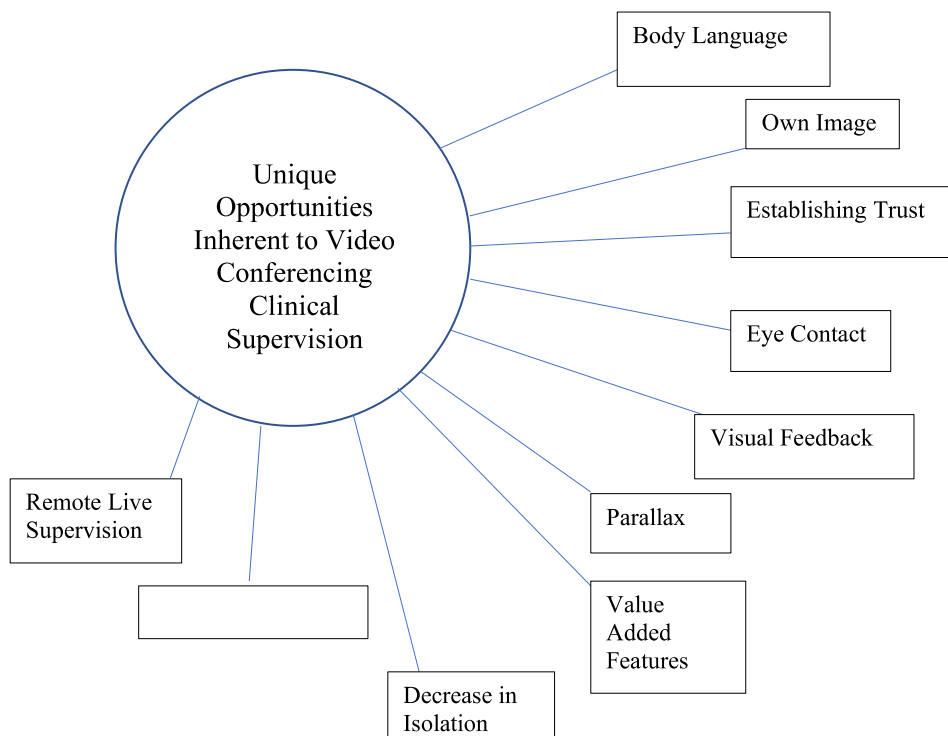 Unique
Opportunities
Inherent to Video
Conferencing
Clinical
Supervision
Body Language
Own Image
Establishing Trust
Eye Contact
Visual Feedback
Parallax
Value
Added
Features
Decrease in
Isolation
Remote Live
Supervision